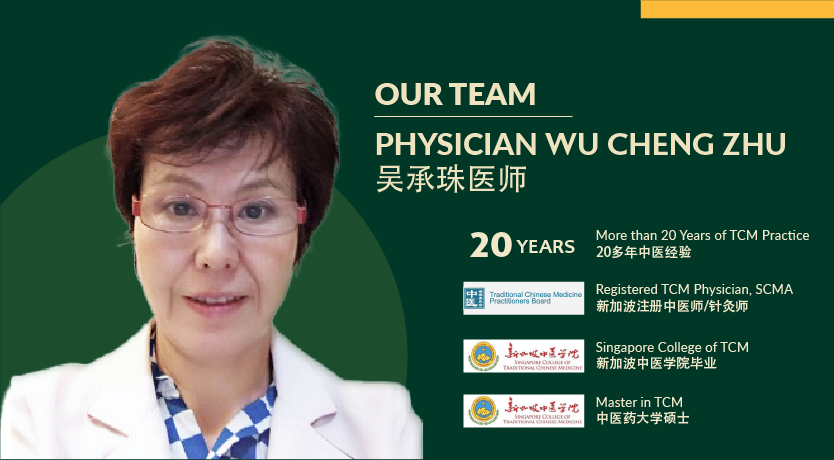 OUR TEAM
PHYSICIAN WU CHENG ZHU
吴承珠医师
20 YEARS
More than 20 Years of TCM Practice
20多年中医经验
中医
Traditional Chinese Medicine
Practitioners Board
Registered TCM Physician, SCMA
新加坡注册中医师/针灸师
新加坡中医学院
SINGAPORE COLLEGE OF
TRADITIONAL CHINESE MEDICINE
Singapore College of TCM
新加坡中医学院毕业
新加坡中医学院
SINGAPORE COLLEGE OF
TRADITIONAL CHINESE MEDICINE
Master in TCM
中医药大学硕士